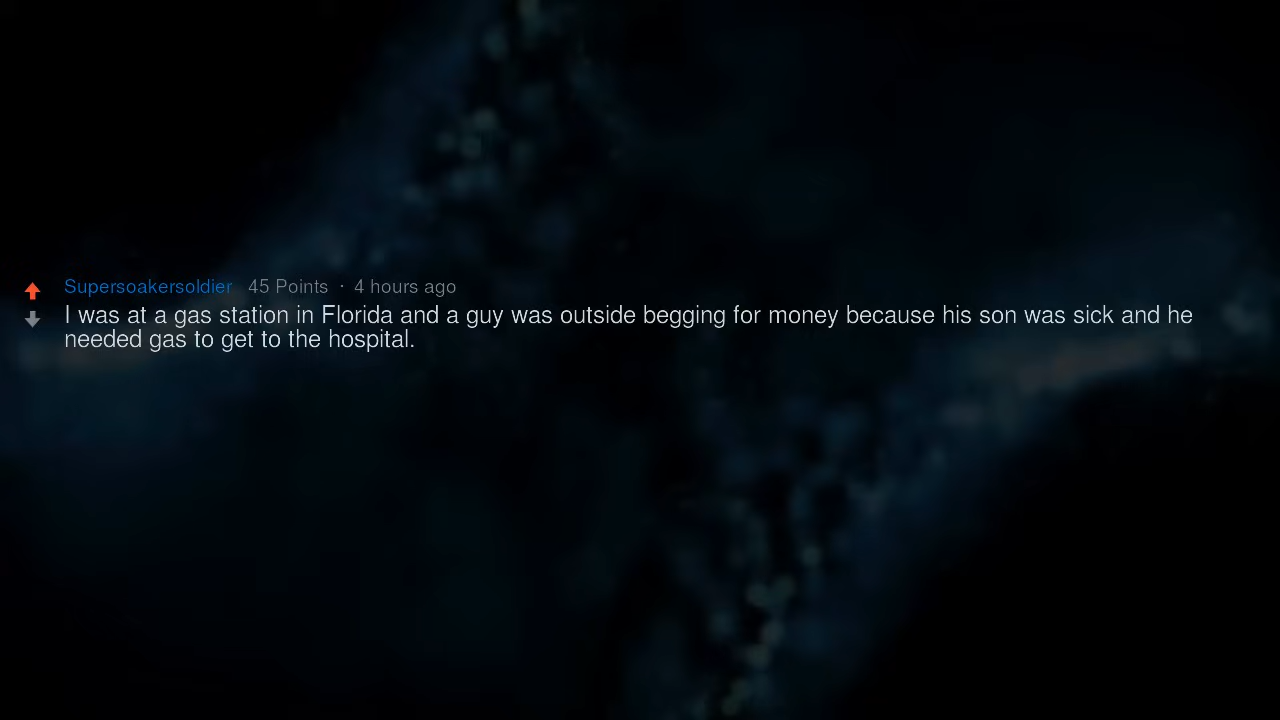 Supersoakersoldier 45 Points · 4 hours ago
I was at a gas station in Florida and a guy was outside begging for money because his son was sick and he
needed gas to get to the hospital.